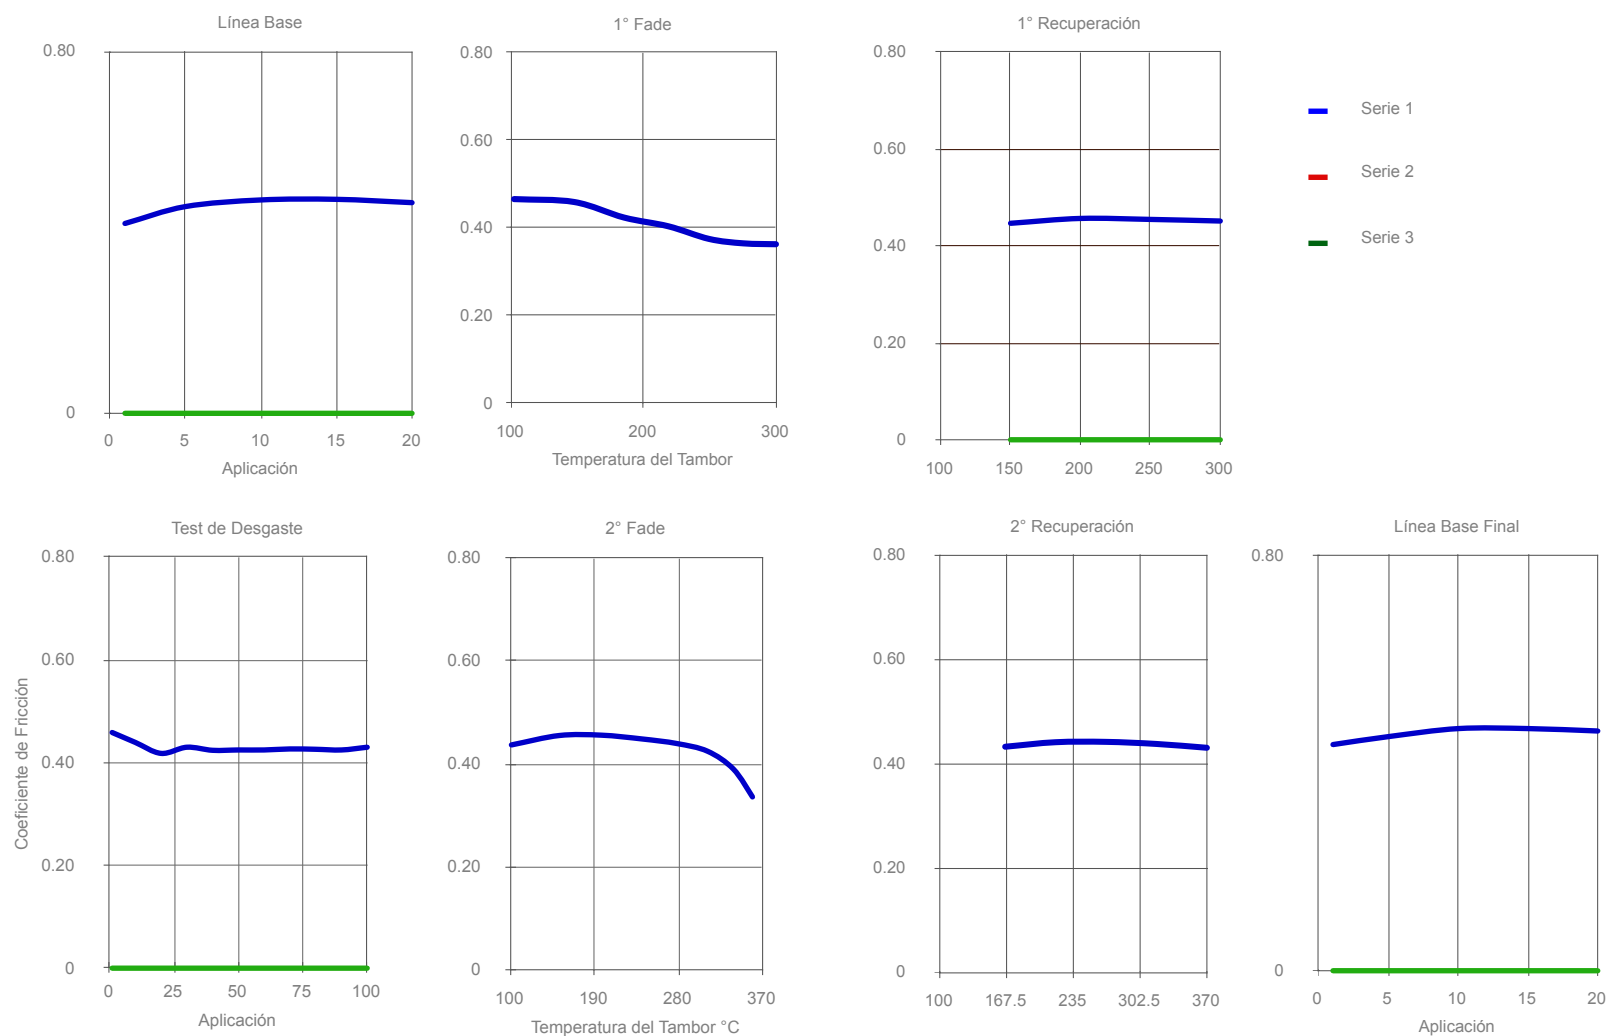 Línea Base
0.80
0
0 5 10 15 20
Aplicación
1° Fade
0.80
0.60
0.40
0.20
0
100 200 300
Temperatura del Tambor
1° Recuperación
0.80
0.60
0.40
0.20
0
100 150 200 250 300
Serie 1
Serie 2
Serie 3
Test de Desgaste
Coeficiente de Fricción
0.80
0.60
0.40
0.20
0
0 25 50 75 100
Aplicación
2° Fade
0.80
0.60
0.40
0.20
0
100 190 280 370
Temperatura del Tambor °C
2° Recuperación
0.80
0.60
0.40
0.20
0
100 167.5 235 302.5 370
Línea Base Final
0.80
0
0 5 10 15 20
Aplicación